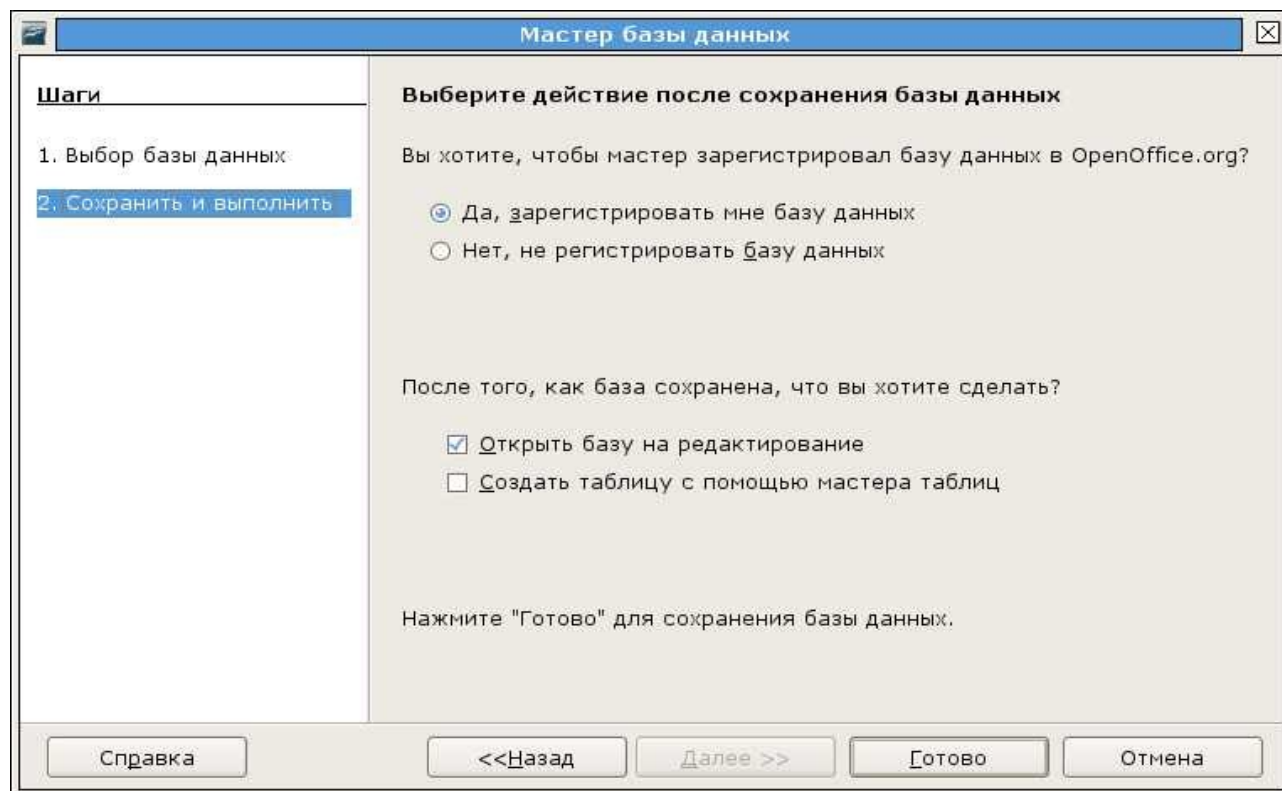 Мастер базы данных
Шаги
1. Выбор базы данных
2. Сохранить и выполнить
Выберите действие после сохранения базы данных
Вы хотите, чтобы мастер зарегистрировал базу данных в OpenOffice.org?
Да, зарегистрировать мне базу данных
Нет, не регистрировать базу данных
После того, как база сохранена, что вы хотите сделать?
Открыть базу на редактирование
Создать таблицу с помощью мастера таблиц
Нажмите "Готово" для сохранения базы данных.
Справка
<<Назад
Далее >>
Готово
Отмена